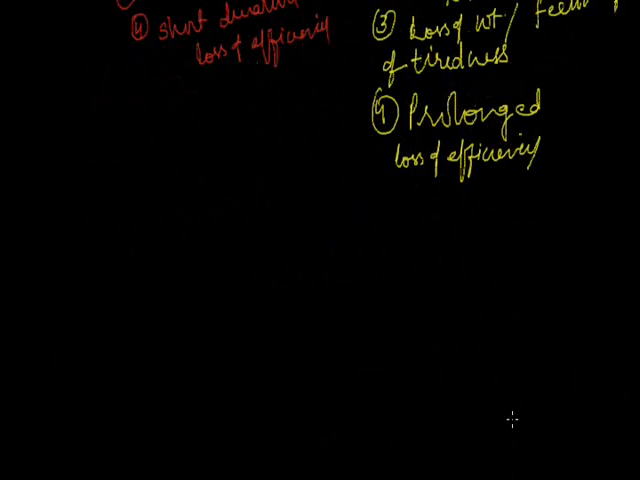 ④ short duration
loss of efficiency
③ Loss of wt / feeling
of tiredness
④ Prolonged
loss of efficiency